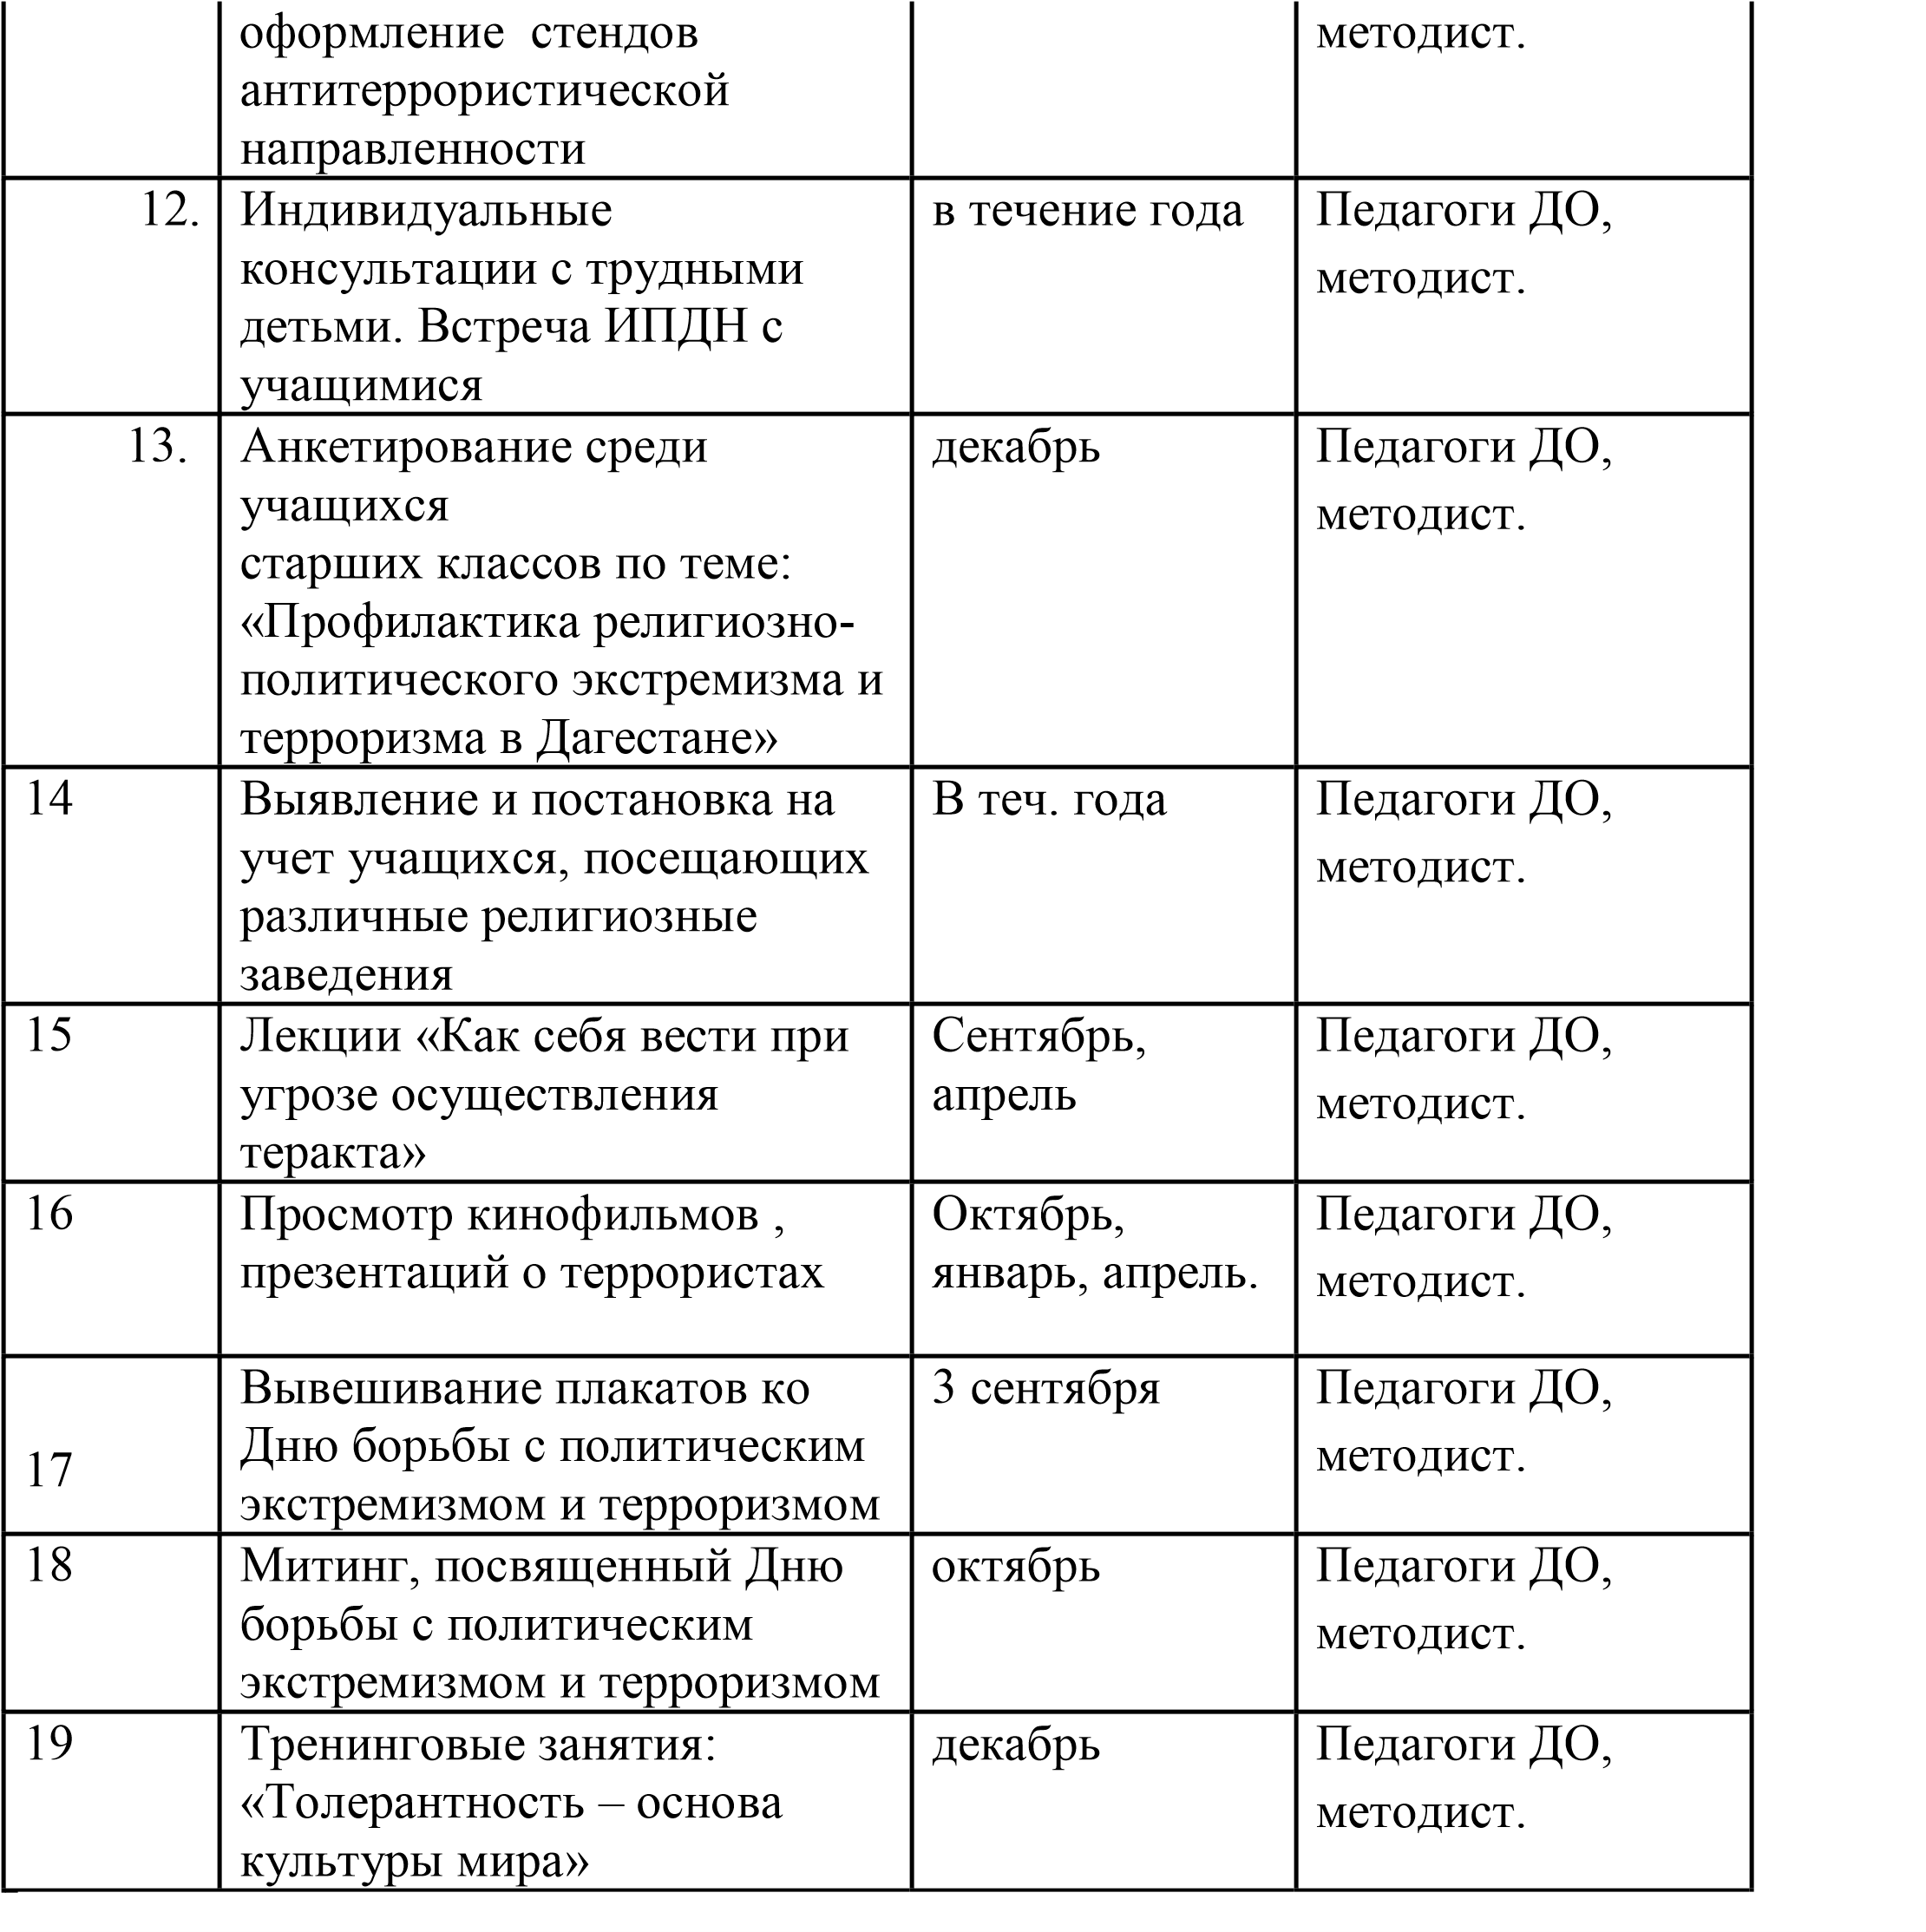 оформление  стендов
антитеррористической
направленности
методист.
12.
Индивидуальные
консультации с трудными
детьми. Встреча ИПДН с
учащимися
в течение года
Педагоги ДО,
методист.
13.
Анкетирование среди
учащихся
старших классов по теме:
«Профилактика религиозно-
политического экстремизма и
терроризма в Дагестане»
декабрь
Педагоги ДО,
методист.
14
Выявление и постановка на
учет учащихся, посещающих
различные религиозные
заведения
В теч. года
Педагоги ДО,
методист.
15
Лекции «Как себя вести при
угрозе осуществления
теракта»
Сентябрь,
апрель
Педагоги ДО,
методист.
16
Просмотр кинофильмов ,
презентаций о террористах
Октябрь,
январь, апрель.
Педагоги ДО,
методист.
17
Вывешивание плакатов ко
Дню борьбы с политическим
экстремизмом и терроризмом
3 сентября
Педагоги ДО,
методист.
18
Митинг, посвященный Дню
борьбы с политическим
экстремизмом и терроризмом
октябрь
Педагоги ДО,
методист.
19
Тренинговые занятия:
«Толерантность – основа
культуры мира»
декабрь
Педагоги ДО,
методист.